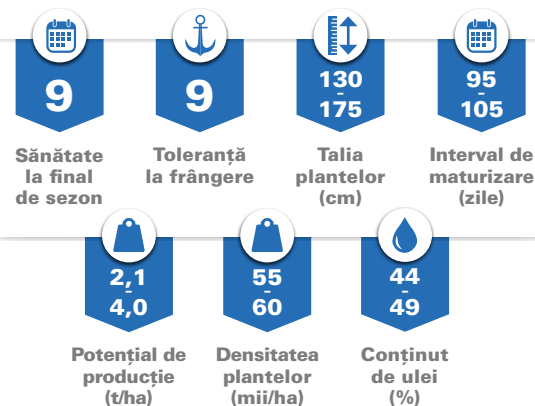 9
Sănătate
la final
de sezon
9
Toleranță
la frângere
130
-
175
Talia
plantelor
(cm)
95
-
105
Interval de
maturizare
(zile)
2,1
-
4,0
Potențial de
producție
(t/ha)
55
-
60
Densitatea
plantelor
(mii/ha)
44
-
49
Conținut
de ulei
(%)